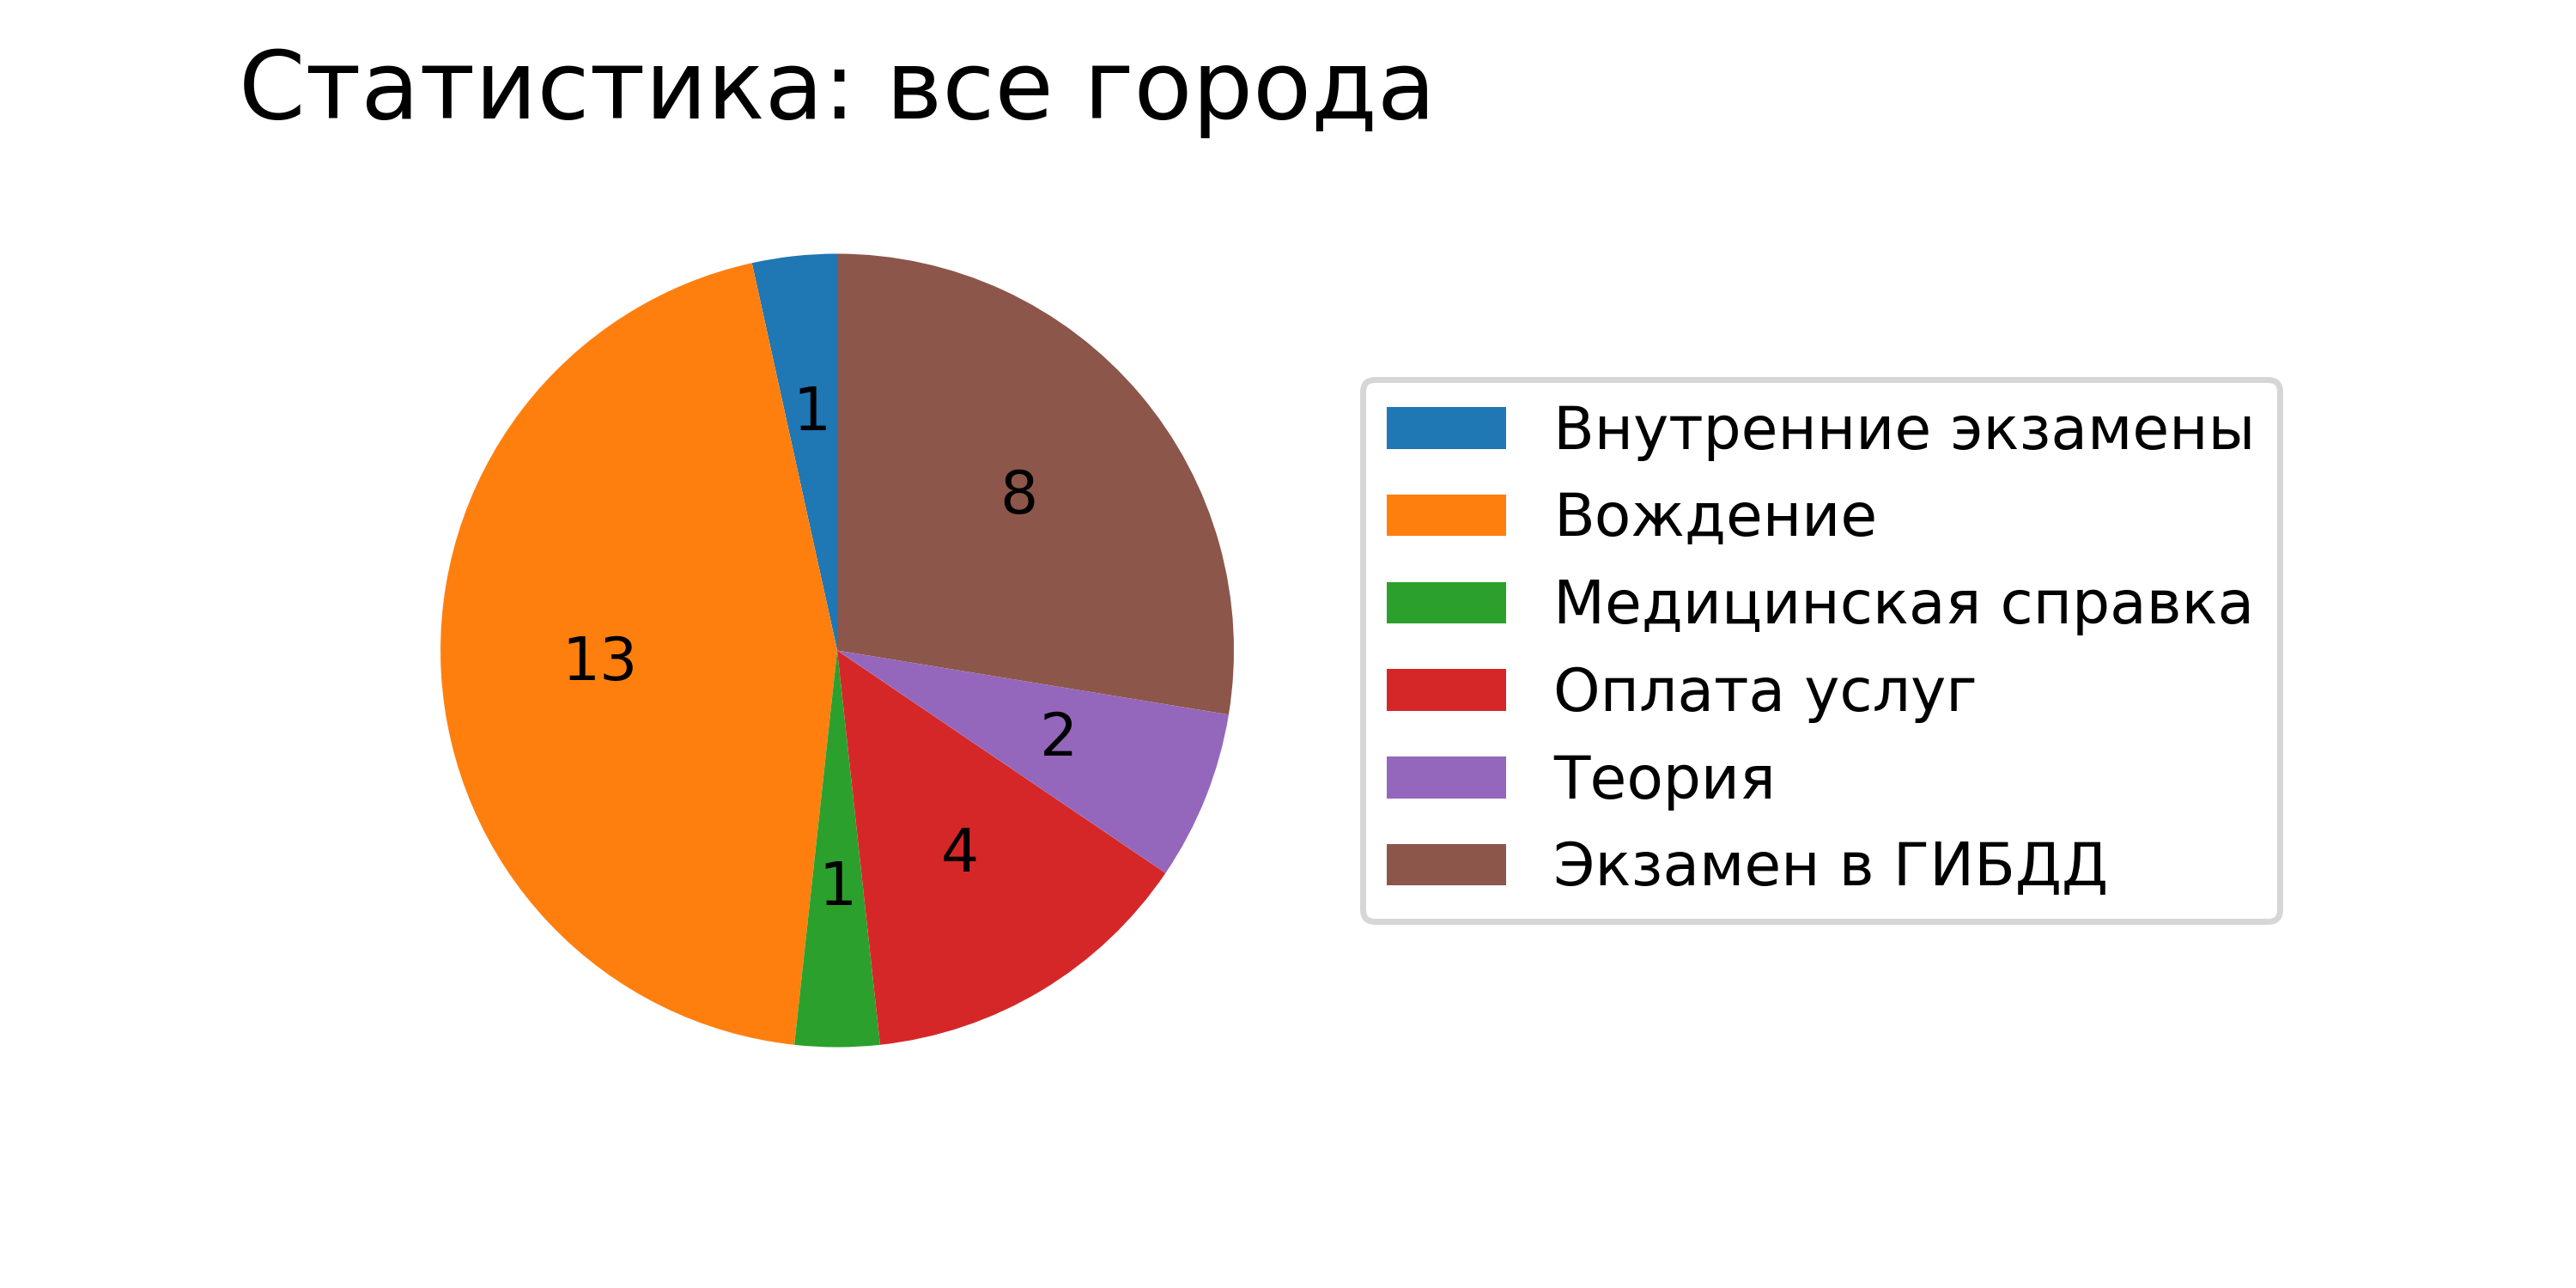 Статистика: все города
1
8
13
2
4
1
Внутренние экзамены
Вождение
Медицинская справка
Оплата услуг
Теория
Экзамен в ГИБДД